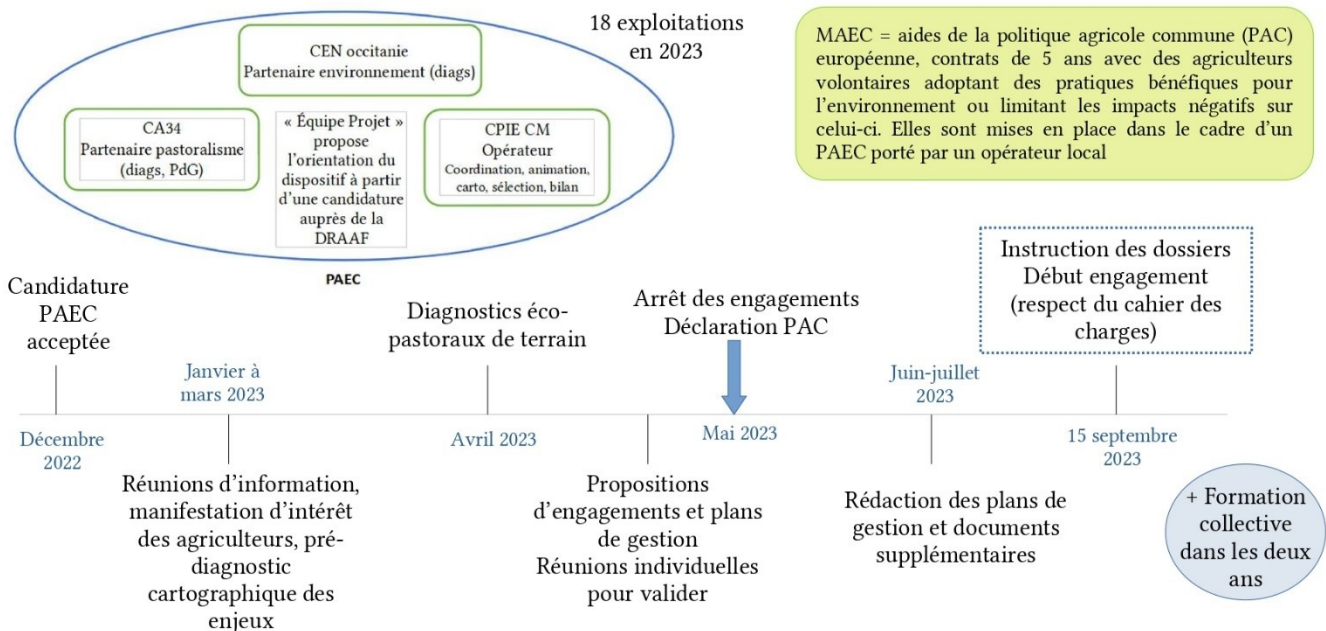 18 exploitations
en 2023
CEN occitanie
Partenaire environnement (diags)
CA34
Partenaire pastoralisme
(diags, PdG)
« Équipe Projet »
propose
l'orientation du
dispositif à partir
d'une candidature
auprès de la
DRAAF
CPIE CM
Opérateur
Coordination, animation,
carto, sélection, bilan
PAEC
MAEC = aides de la politique agricole commune (PAC)
européenne, contrats de 5 ans avec des agriculteurs
volontaires adoptant des pratiques bénéfiques pour
l'environnement ou limitant les impacts négatifs sur
celui-ci. Elles sont mises en place dans le cadre d'un
PAEC porté par un opérateur local
Candidature
PAEC
acceptée
Décembre
2022
Janvier à
mars 2023
Réunions d'information,
manifestation d'intérêt
des agriculteurs, pré-
diagnostic
cartographique des
enjeux
Diagnostics éco-
pastoraux de terrain
Avril 2023
Propositions
d'engagements et plans
de gestion
Réunions individuelles
pour valider
Arrêt des engagements
Déclaration PAC
Mai 2023
Juin-juillet
2023
Rédaction des plans de
gestion et documents
supplémentaires
Instruction des dossiers
Début engagement
(respect du cahier des
charges)
15 septembre
2023
+ Formation
collective
dans les deux
ans